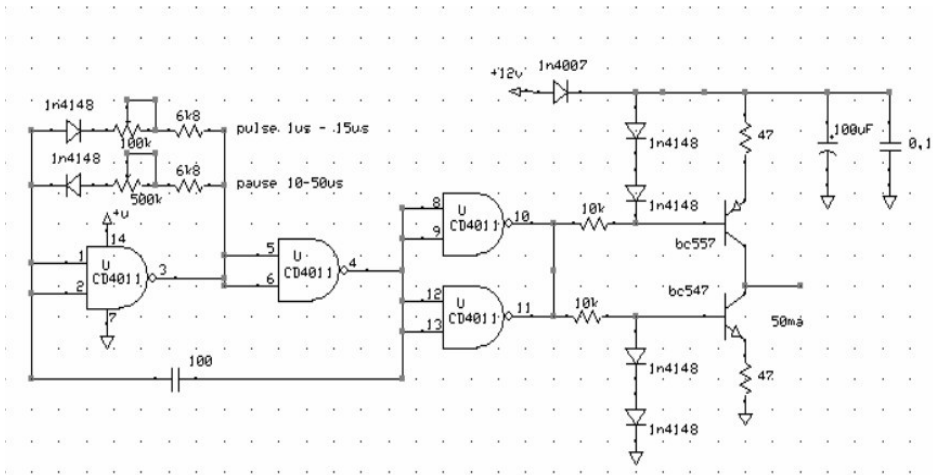 1n4007
+12v
1n4148
100k
6k8
pulse 1us - .15us
1n4148
500k
6k8
pause 10-50us
+v
14
1
2
U
CD4011
3
7
5
6
U
CD4011
4
8
9
U
CD4011
10
12
13
U
CD4011
11
100
10k
10k
1n4148
1n4148
47
100uF
0,1
bc557
bc547
50ma
1n4148
1n4148
47